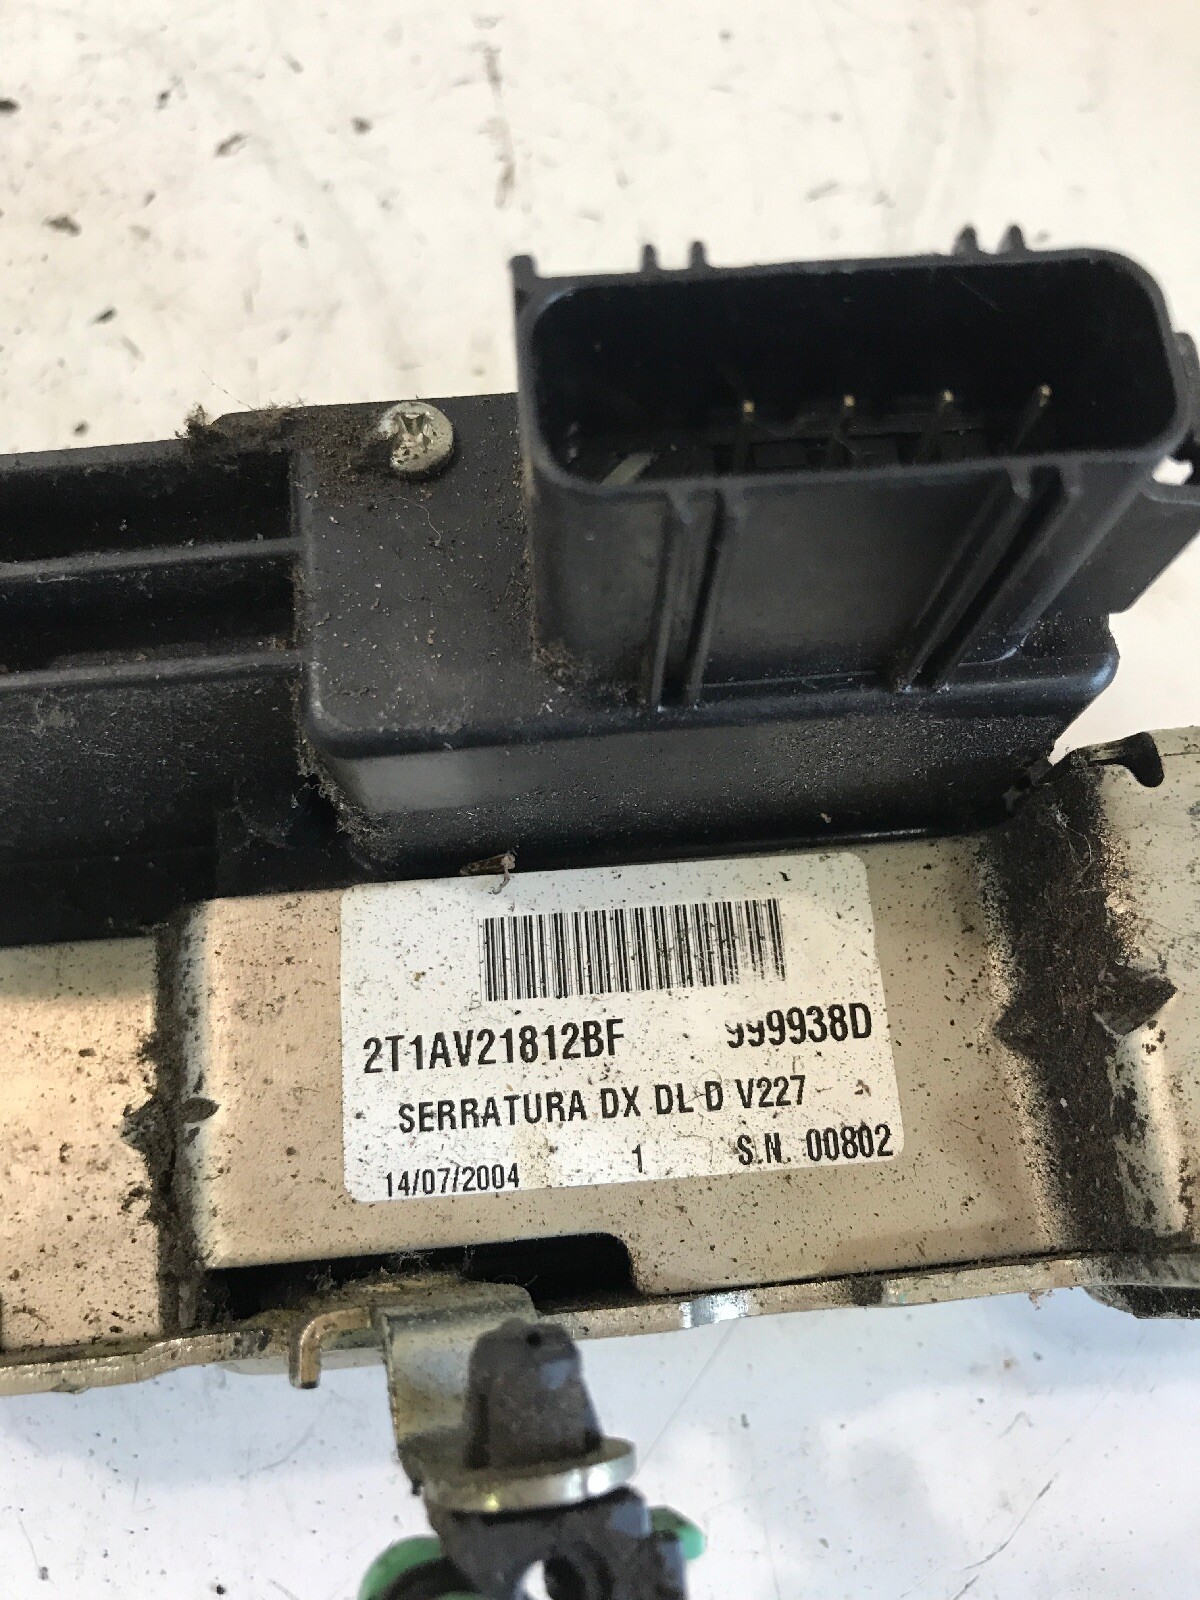 2T1AV21812BF 999938D
SERRATURA DX DL D V227
14/07/2004 1 S.N. 00802